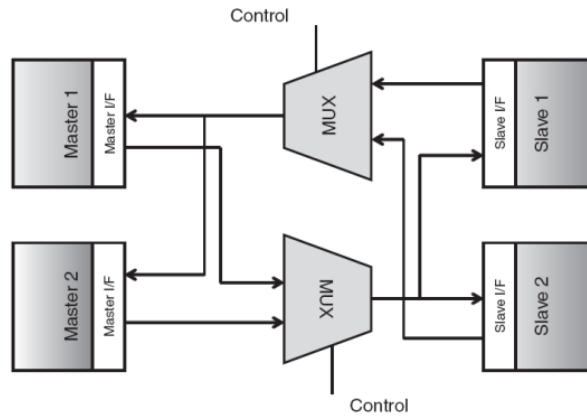 Control
Master 1
Master I/F
MUX
Slave I/F
Slave 1
Master 2
Master I/F
MUX
Slave I/F
Slave 2
Control